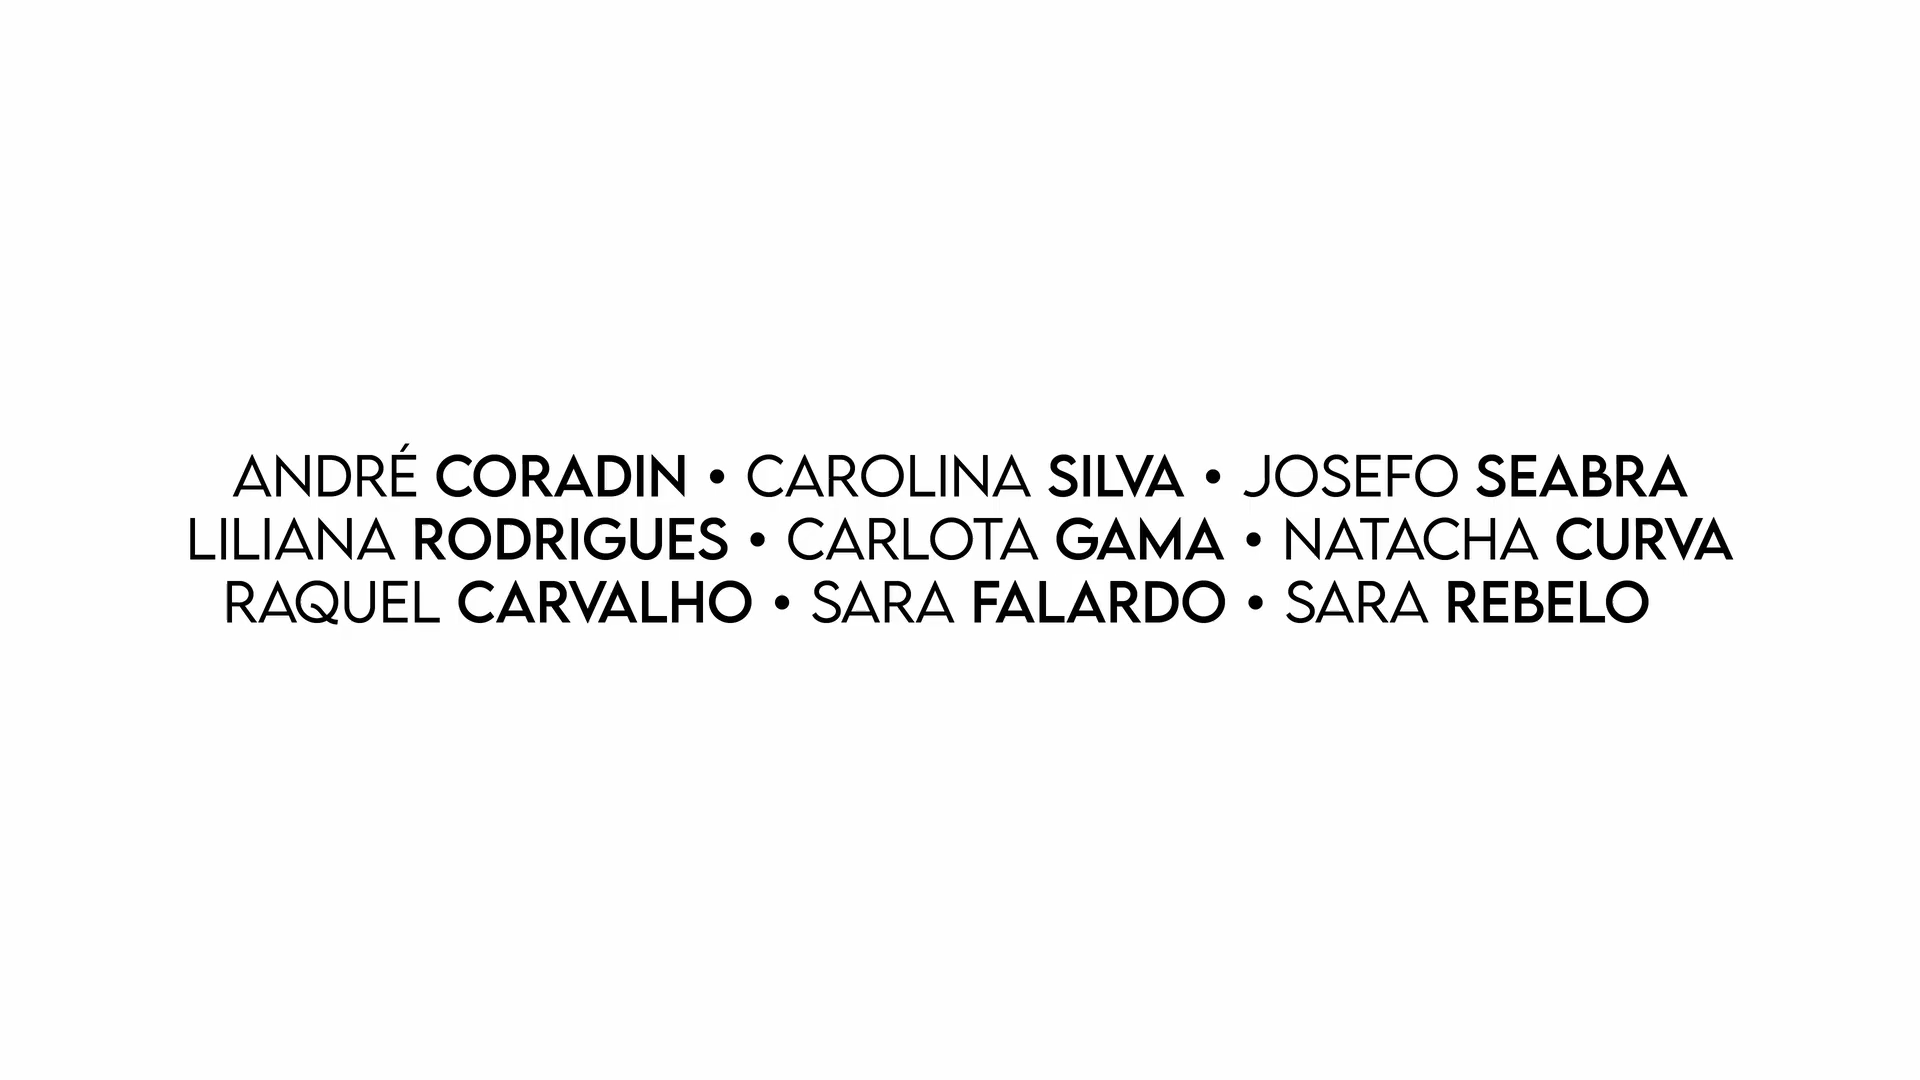 ANDRÉ CORADIN • CAROLINA SILVA • JOSEFO SEABRA
LILIANA RODRIGUES • CARLOTA GAMA • NATACHA CURVA
RAQUEL CARVALHO • SARA FALARDO • SARA REBELO